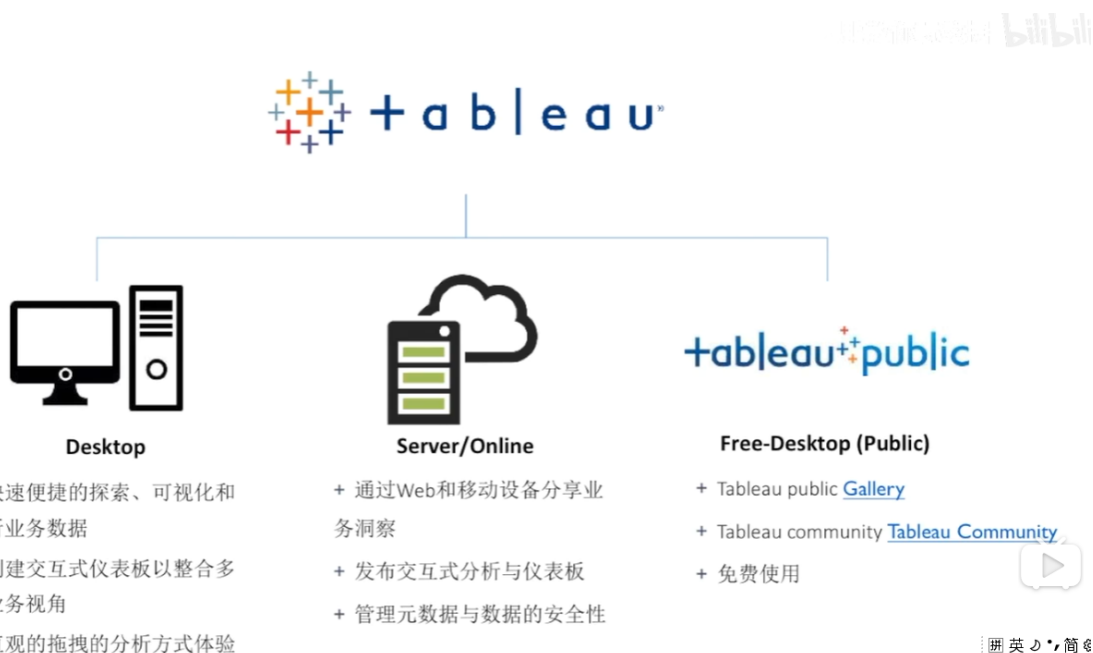 bilibili
+ableau
Desktop
速便捷的探索、可视化和
业务数据
建交互式仪表板以整合多
务视角
观的拖拽的分析方式体验
Server/Online
+ 通过Web和移动设备分享业
务洞察
+ 发布交互式分析与仪表板
+ 管理元数据与数据的安全性
+ableau public
Free-Desktop (Public)
+ Tableau public Gallery
+ Tableau community Tableau Community
+ 免费使用
拼 英 简